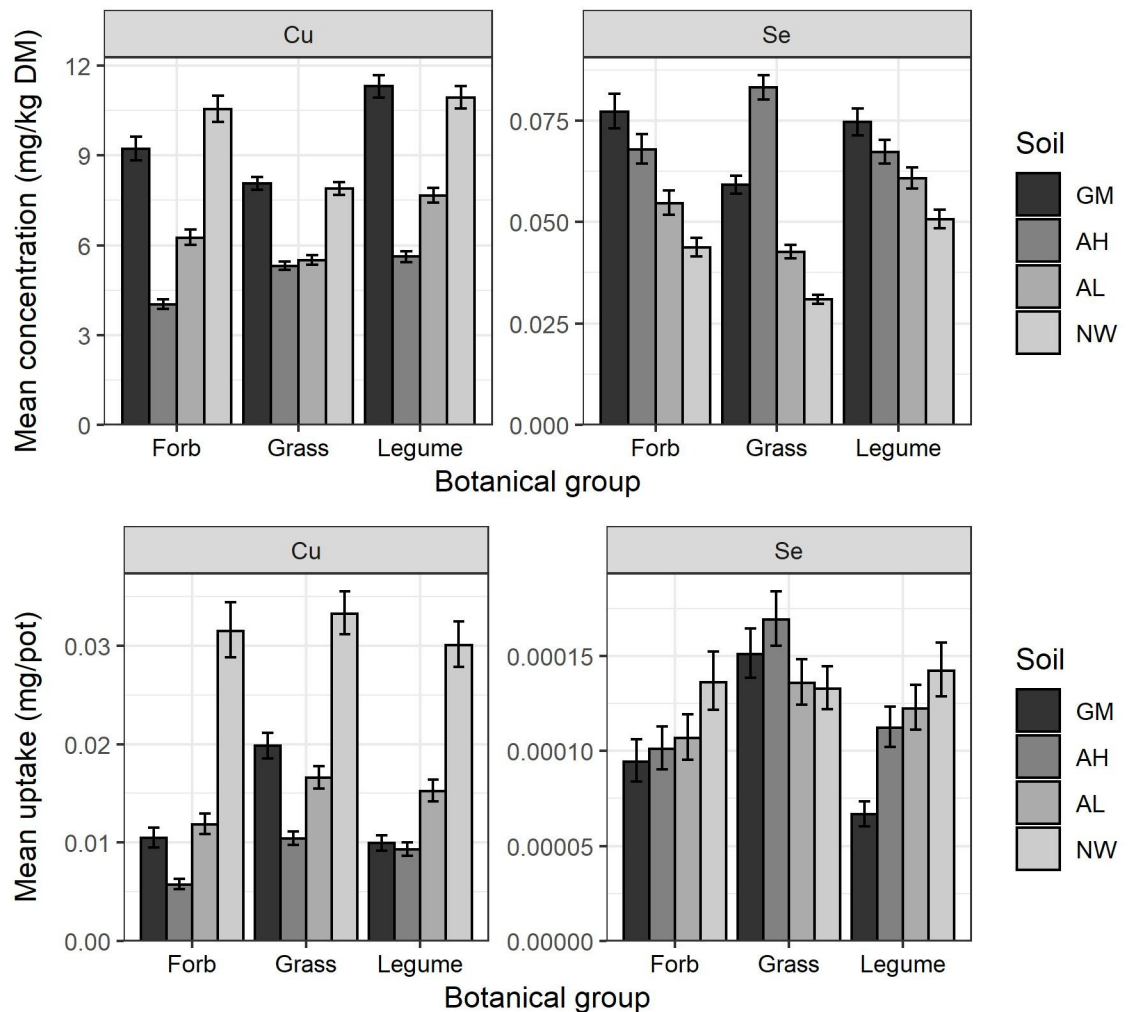 Cu
Se
Mean concentration (mg/kg DM)
12
9
6
3
0
0.075
0.050
0.025
0.000
Forb Grass Legume
Forb Grass Legume
Botanical group
Soil
GM
AH
AL
NW
Cu
Se
Mean uptake (mg/pot)
0.03
0.02
0.01
0.00
0.00015
0.00010
0.00005
0.00000
Forb Grass Legume
Forb Grass Legume
Botanical group
Soil
GM
AH
AL
NW